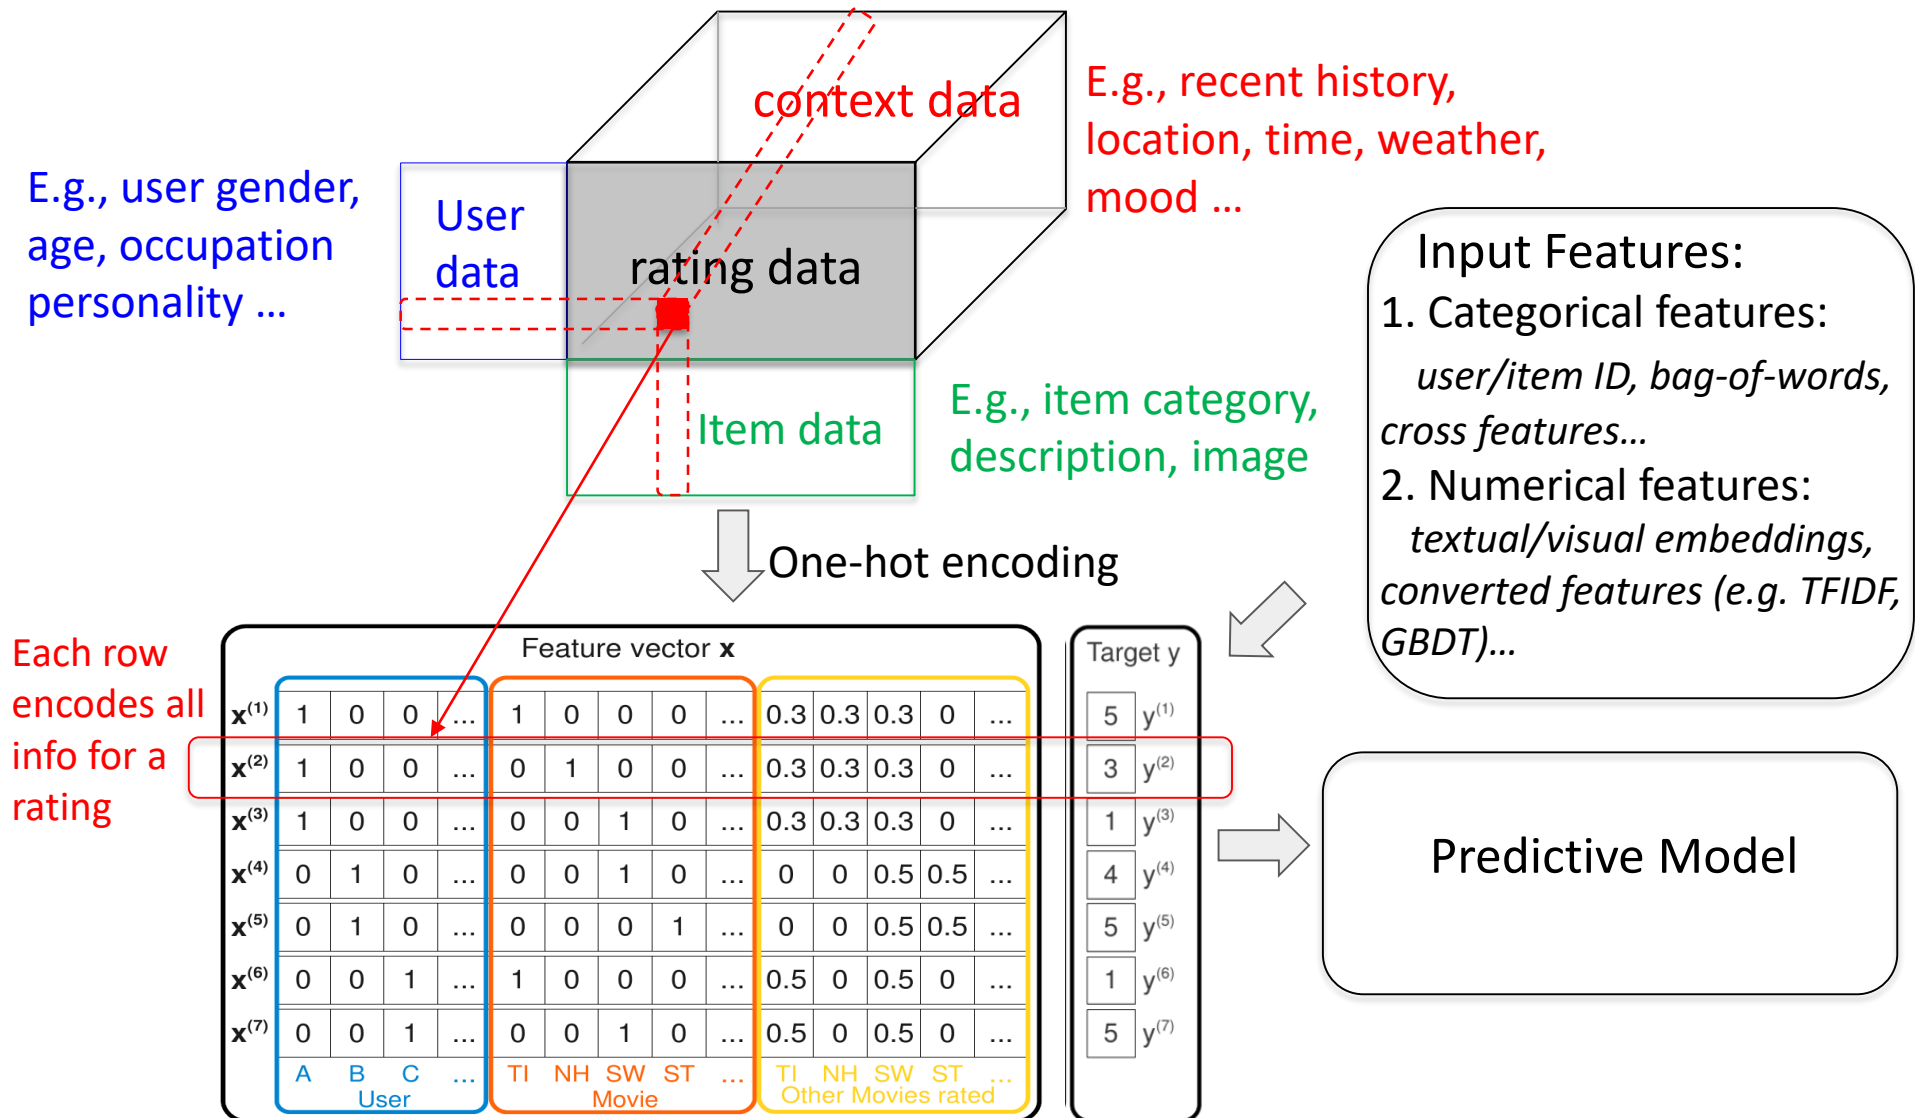 context data
E.g., recent history,
location, time, weather,
mood ...
E.g., user gender,
age, occupation
personality ...
User
data
rating data
Item data
E.g., item category,
description, image
Input Features:
1. Categorical features:
user/item ID, bag-of-words,
cross features...
2. Numerical features:
textual/visual embeddings,
converted features (e.g. TFIDF,
GBDT)...
One-hot encoding
Each row
encodes all
info for a
rating
Feature vector x
Target y
x(1) 1 0 0 ... 1 0 0 0 ... 0.3 0.3 0.3 0 ... 5 y(1)
x(2) 1 0 0 ... 0 1 0 0 ... 0.3 0.3 0.3 0 ... 3 y(2)
x(3) 1 0 0 ... 0 0 1 0 ... 0.3 0.3 0.3 0 ... 1 y(3)
x(4) 0 1 0 ... 0 0 1 0 ... 0 0 0.5 0.5 ... 4 y(4)
x(5) 0 1 0 ... 0 0 0 1 ... 0 0 0.5 0.5 ... 5 y(5)
x(6) 0 0 1 ... 1 0 0 0 ... 0.5 0 0.5 0 ... 1 y(6)
x(7) 0 0 1 ... 0 0 1 0 ... 0.5 0 0.5 0 ... 5 y(7)
A B C ... TI NH SW ST ... TI NH SW ST ...
User Movie Other Movies rated
Predictive Model